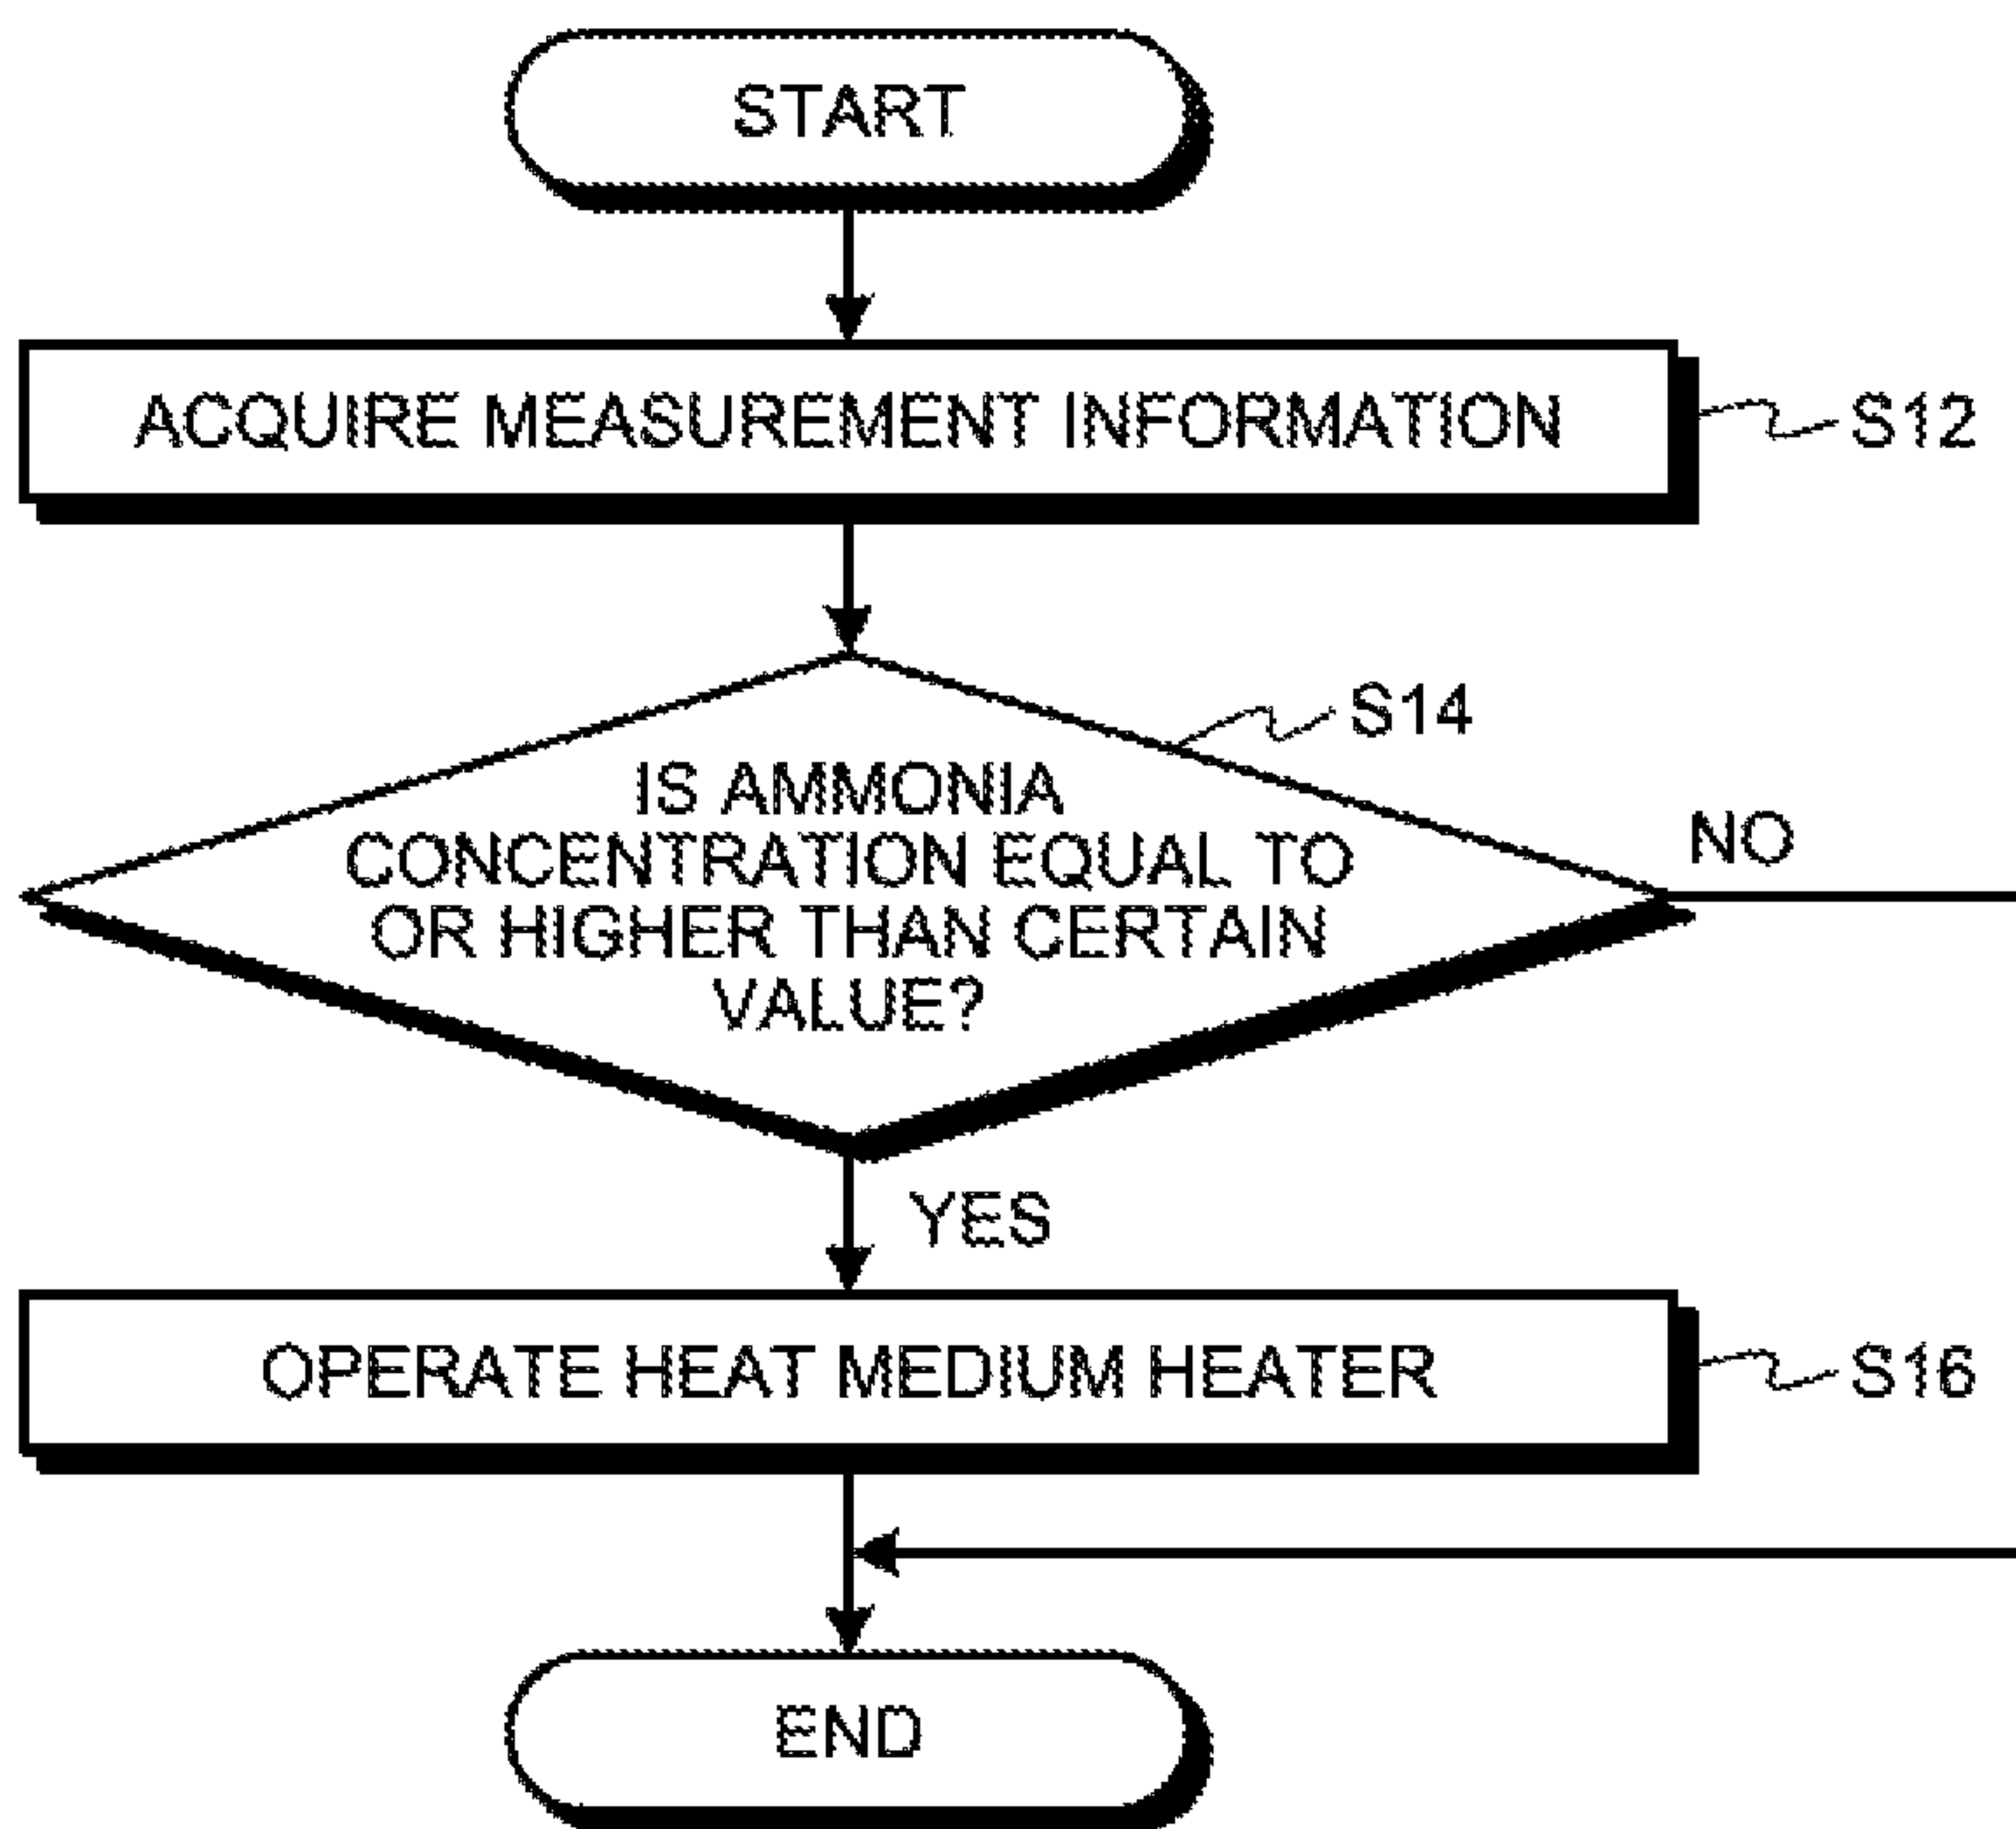 START
ACQUIRE MEASUREMENT INFORMATION
S12
S14
IS AMMONIA
CONCENTRATION EQUAL TO
OR HIGHER THAN CERTAIN
VALUE?
NO
YES
OPERATE HEAT MEDIUM HEATER
S16
END